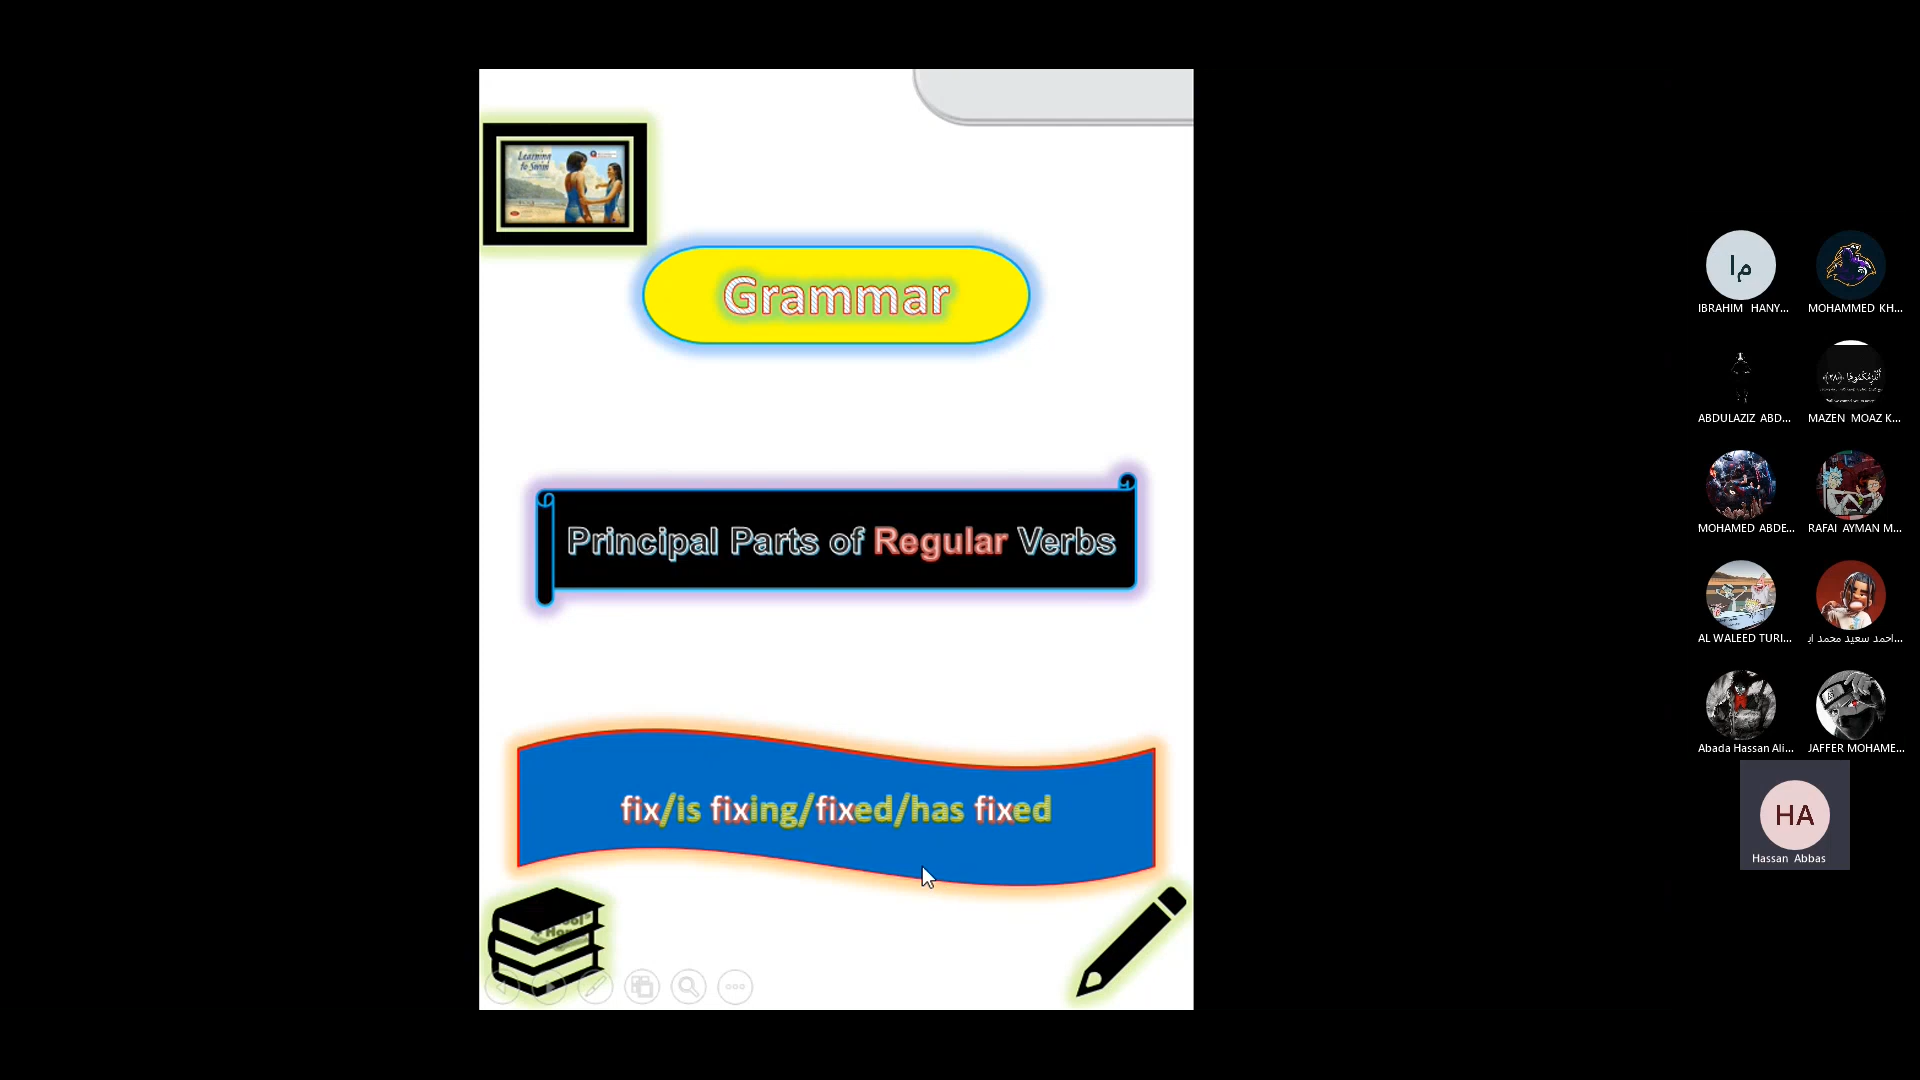 Learning
to Swim
Grammar
Principal Parts of Regular Verbs
fix/is fixing/fixed/has fixed
ما
IBRAHIM HANY...
MOHAMMED KH...
ABDULAZIZ ABD...
MAZEN MOAZ K...
MOHAMED ABDE...
RAFAI AYMAN M...
AL WALEED TURI...
احمد سعيد محمد اب...
Abada Hassan Ali...
JAFFER MOHAME...
HA
Hassan Abbas